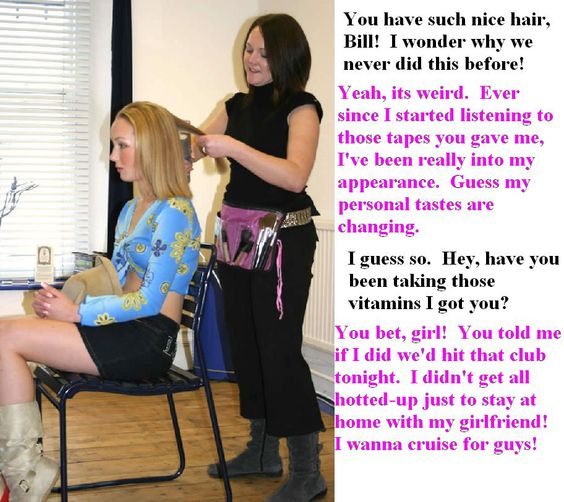 You have such nice hair,
Bill!  I wonder why we
never did this before!
Yeah, its weird.  Ever
since I started listening to
those tapes you gave me,
I've been really into my
appearance.  Guess my
personal tastes are
changing.
I guess so.  Hey, have you
been taking those
vitamins I got you?
You bet, girl!  You told me
if I did we'd hit that club
tonight.  I didn't get all
hotted-up just to stay at
home with my girlfriend!
I wanna cruise for guys!